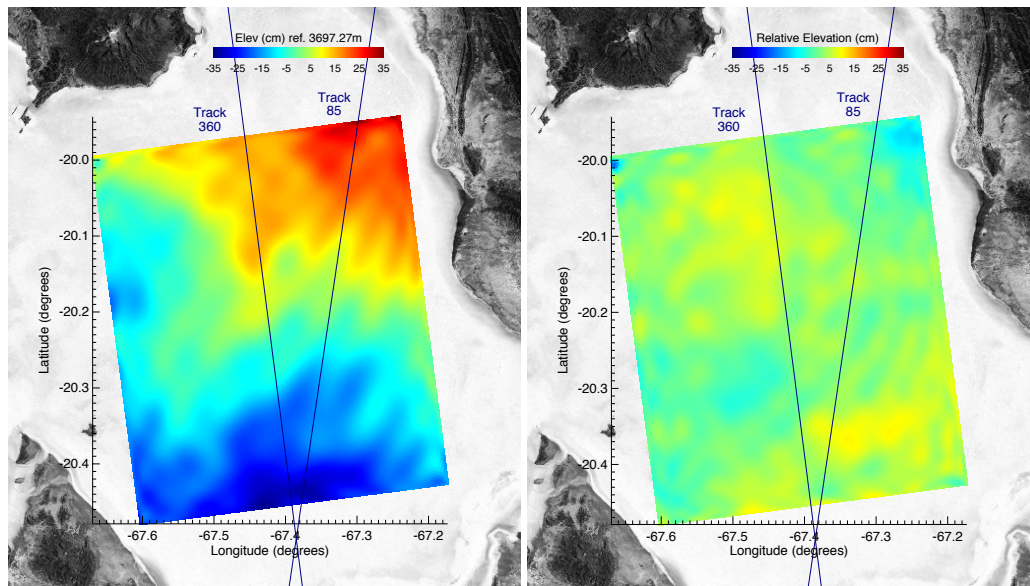 Elev (cm) ref. 3697.27m
-35 -25 -15 -5 5 15 25 35
Track
360
Track
85
-20.0
-20.1
-20.2
-20.3
-20.4
Latitude (degrees)
-67.6 -67.5 -67.4 -67.3 -67.2
Longitude (degrees)
Relative Elevation (cm)
-35 -25 -15 -5 5 15 25 35
Track
360
Track
85
-20.0
-20.1
-20.2
-20.3
-20.4
Latitude (degrees)
-67.6 -67.5 -67.4 -67.3 -67.2
Longitude (degrees)